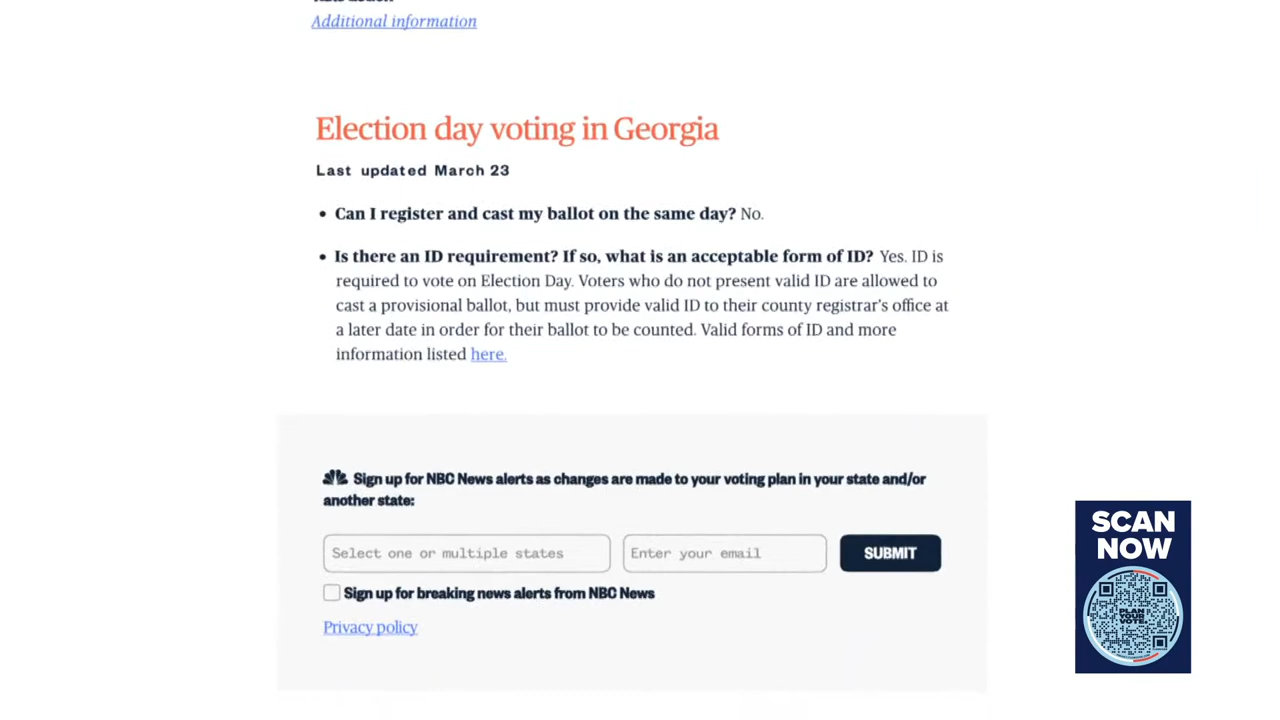 Additional information
Election day voting in Georgia
Last updated March 23
• Can I register and cast my ballot on the same day? No.
• Is there an ID requirement? If so, what is an acceptable form of ID? Yes. ID is
required to vote on Election Day. Voters who do not present valid ID are allowed to
cast a provisional ballot, but must provide valid ID to their county registrar's office at
a later date in order for their ballot to be counted. Valid forms of ID and more
information listed here.
Sign up for NBC News alerts as changes are made to your voting plan in your state and/or
another state:
Select one or multiple states
Enter your email
SUBMIT
Sign up for breaking news alerts from NBC News
Privacy policy
SCAN
NOW
PLAN
YOUR
VOTE.